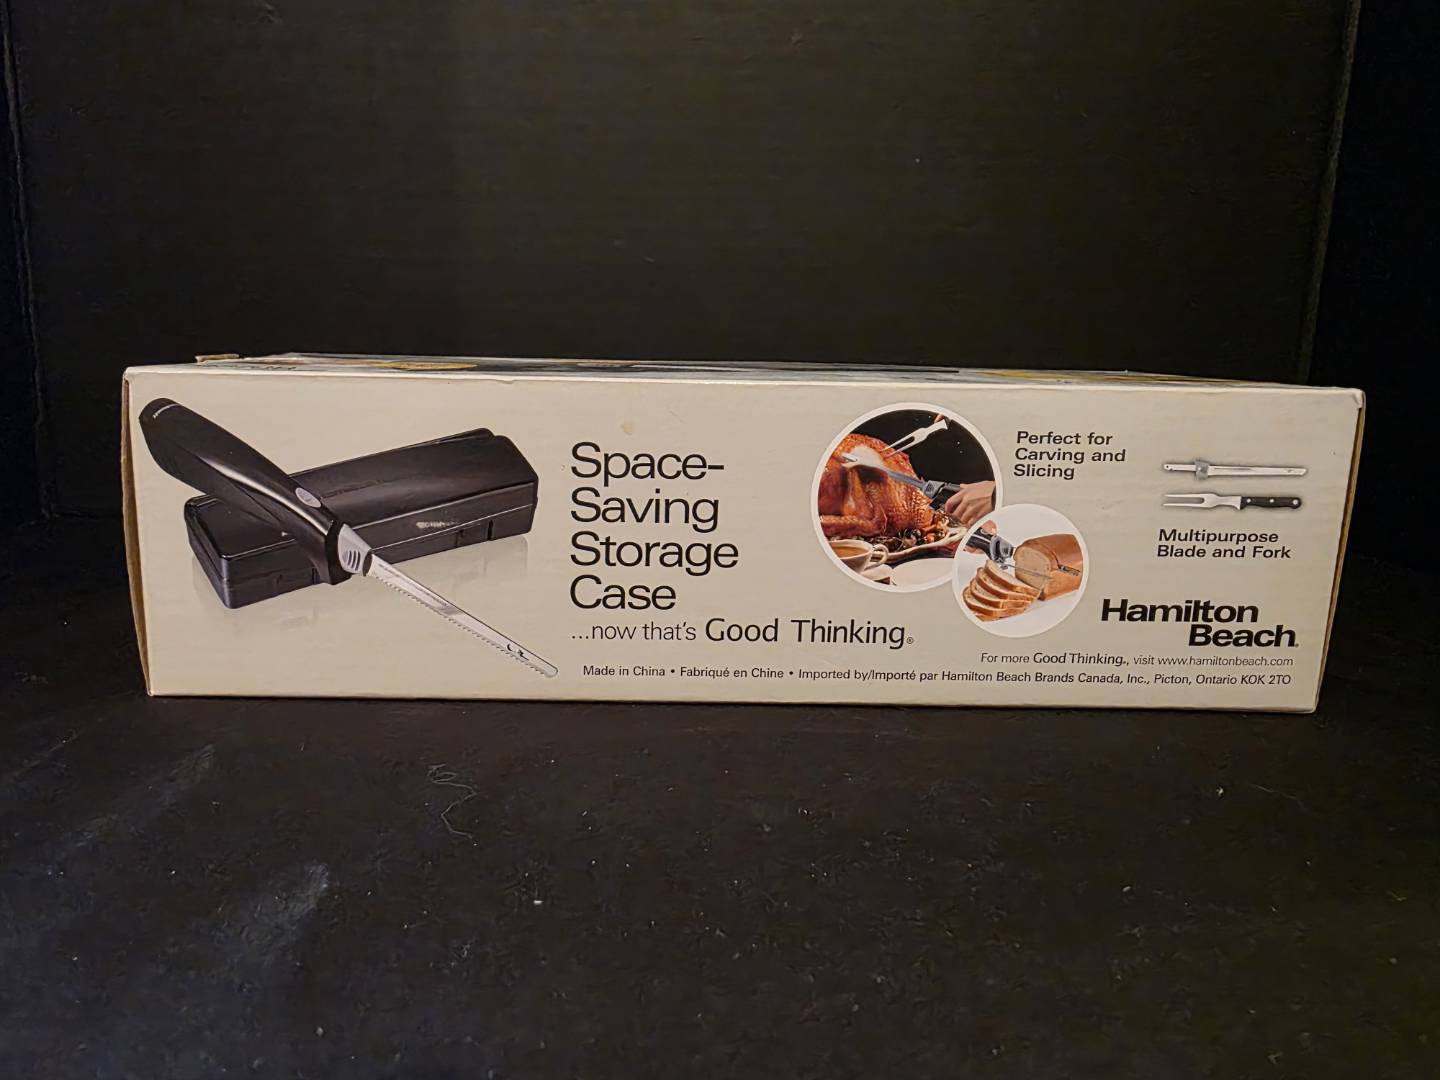 Space-
Saving
Storage
Case
...now that's Good Thinking®
Perfect for
Carving and
Slicing
Multipurpose
Blade and Fork
Hamilton
Beach®
For more Good Thinking®, visit www.hamiltonbeach.com
Made in China • Fabriqué en Chine • Imported by/Importé par Hamilton Beach Brands Canada, Inc., Picton, Ontario KOK 2TO